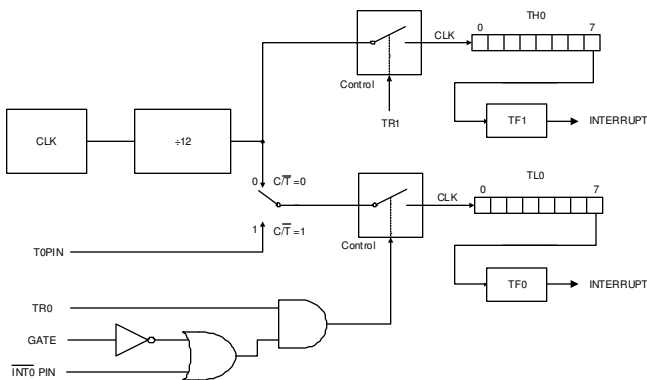 TH0
0 7
CLK
Control
TR1
TF1 INTERRUPT
CLK ÷12
0 C/T̅=0
1 C/T̅=1
T0PIN
TL0
0 7
CLK
Control
TF0 INTERRUPT
TR0
GATE
I̅N̅T̅0̅ PIN